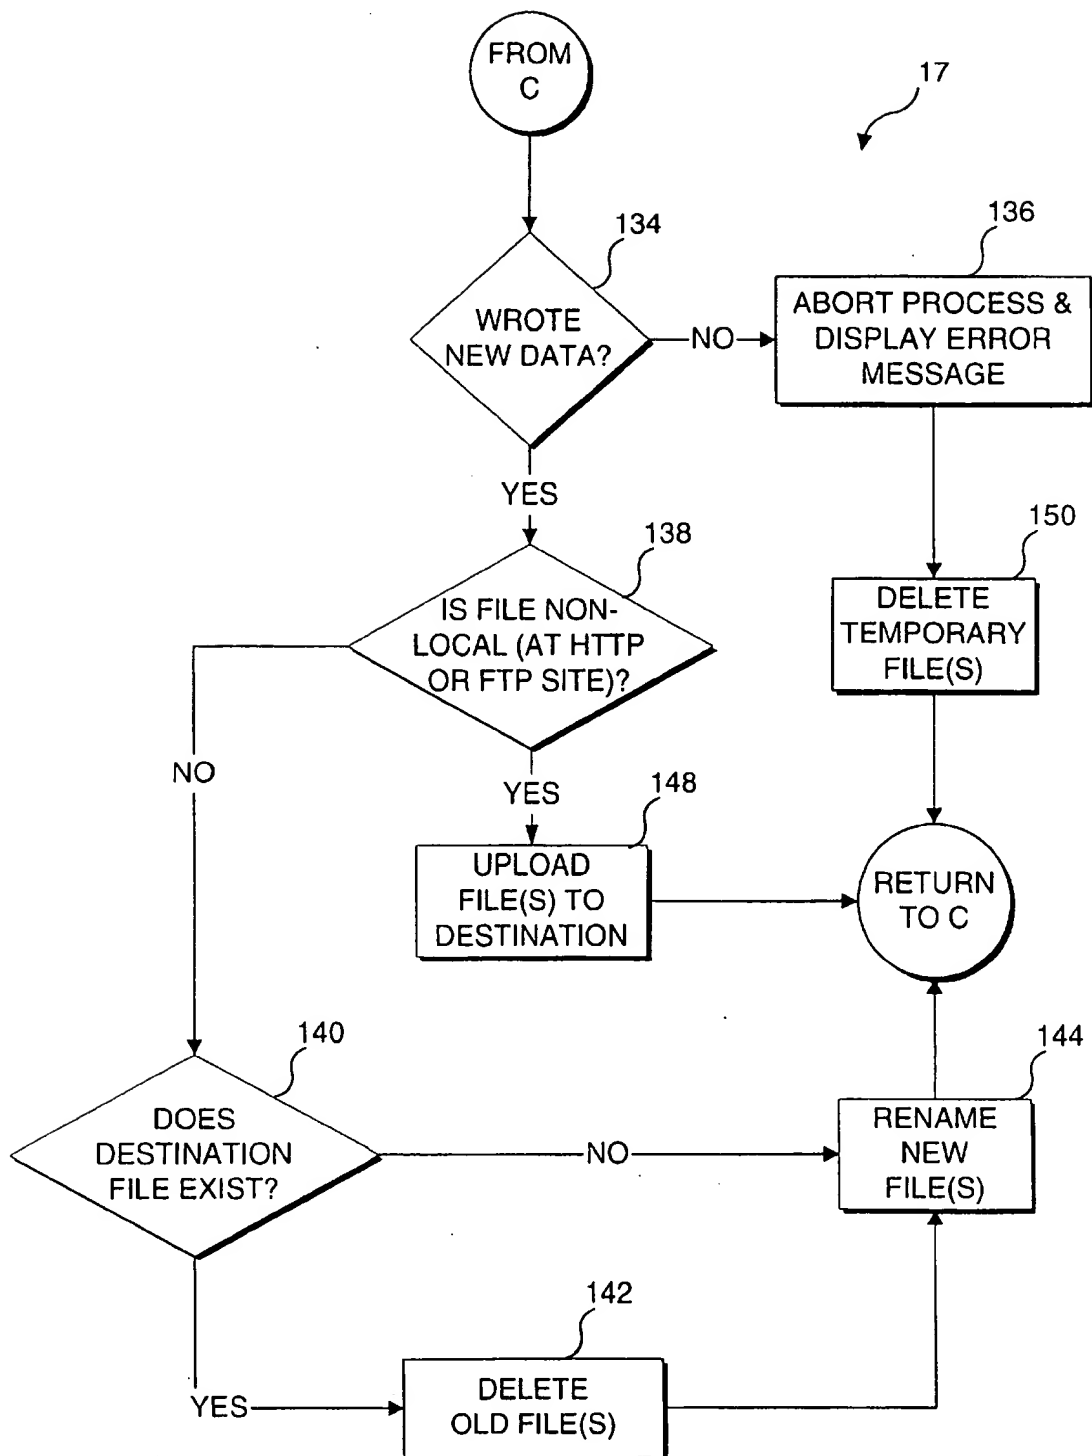 FROM
C
17
134
WROTE
NEW DATA?
NO
136
ABORT PROCESS &
DISPLAY ERROR
MESSAGE
YES
138
IS FILE NON-
LOCAL (AT HTTP
OR FTP SITE)?
150
DELETE
TEMPORARY
FILE(S)
NO
YES
148
UPLOAD
FILE(S) TO
DESTINATION
RETURN
TO C
140
DOES
DESTINATION
FILE EXIST?
NO
144
RENAME
NEW
FILE(S)
YES
142
DELETE
OLD FILE(S)